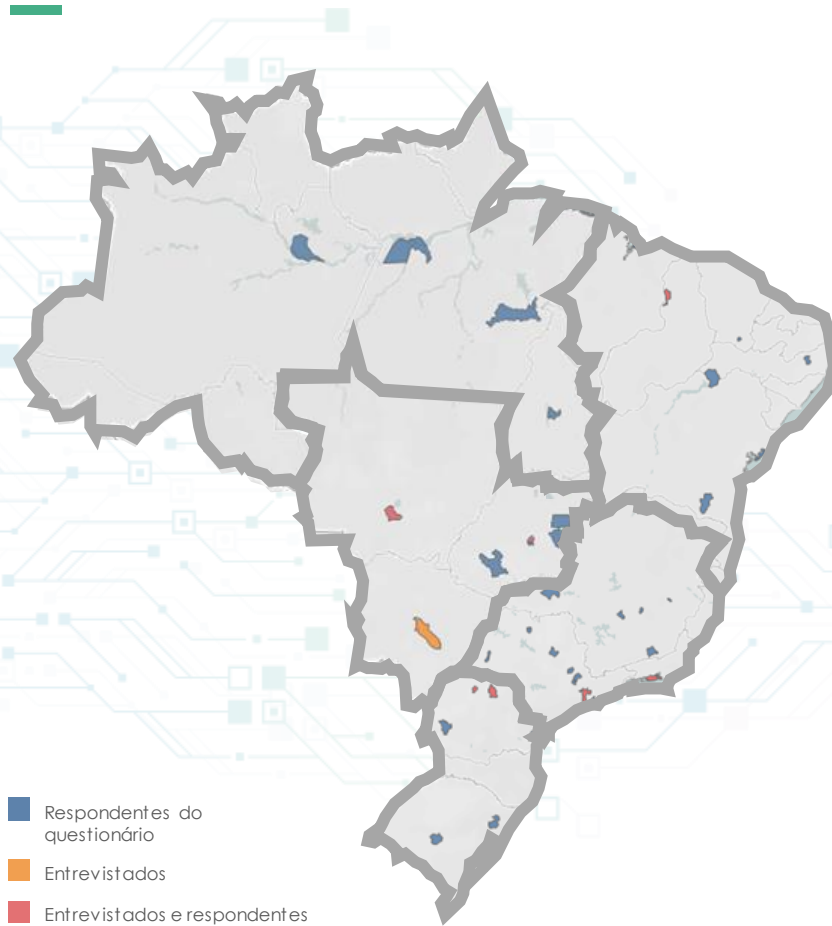 Respondentes do
questionário
Entrevistados
Entrevistados e respondentes